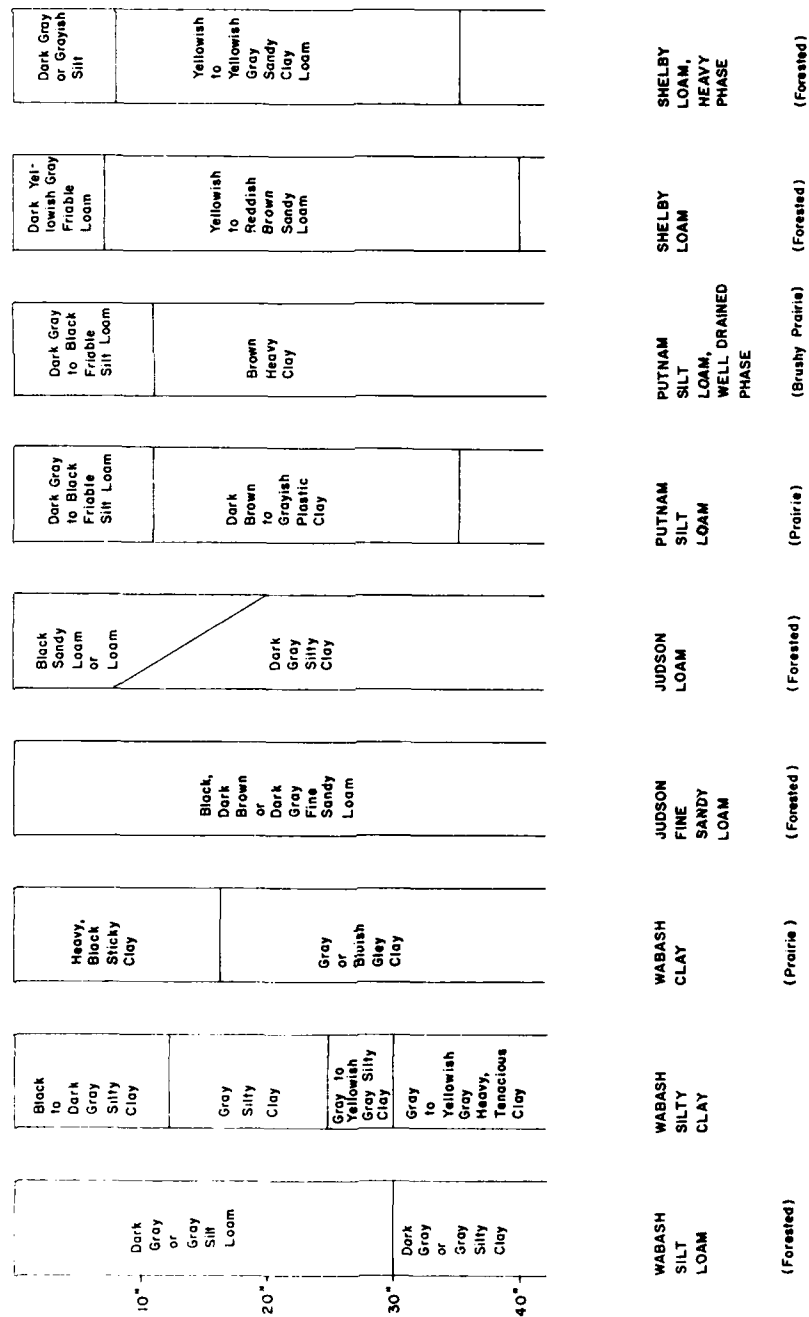 10"
20"
30"
40"
Dark
Gray
or
Gray
Silt
Loam
Dark
Gray
or Gray
Silty
Clay
WABASH
SILT
LOAM
(Forested)
Black
to
Dark
Gray
Silty
Clay
Gray
Silty
Clay
Gray to
Yellowish
Gray Silty
Clay
Gray
to
Yellowish
Gray
Heavy,
Tenacious
Clay
WABASH
SILTY
CLAY
Heavy,
Black
Sticky
Clay
Gray
or
Bluish
Gley
Clay
WABASH
CLAY
(Prairie)
Black,
Dark
Brown
or
Dark
Gray
Fine
Sandy
Loam
JUDSON
FINE
SANDY
LOAM
(Forested)
Black
Sandy
Loam
or Loam
Dark
Gray
Silty
Clay
JUDSON
LOAM
(Forested)
Dark Gray
to Black
Friable
Silt Loam
Dark
Brown
to
Grayish
Plastic
Clay
PUTNAM
SILT
LOAM
(Prairie)
Dark Gray
to Black
Friable
Silt Loam
Brown
Heavy
Clay
PUTNAM
SILT
LOAM,
WELL DRAINED
PHASE
(Brushy Prairie)
Dark Yel-
lowish Gray
Friable
Loam
Yellowish
to
Reddish
Brown
Sandy
Loam
SHELBY
LOAM
(Forested)
Dark Gray
or Grayish
Silt
Yellowish
to
Yellowish
Gray
Sandy
Clay
Loam
SHELBY
LOAM,
HEAVY
PHASE
(Forested)